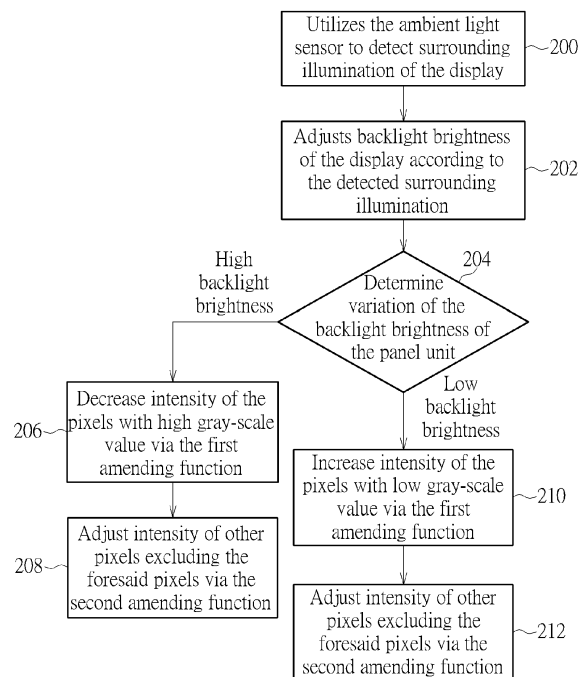 Utilizes the ambient light
sensor to detect surrounding
illumination of the display
200
Adjusts backlight brightness
of the display according to
the detected surrounding
illumination
202
204
High
backlight
brightness
Determine
variation of the
backlight brightness of
the panel unit
Low
backlight
brightness
Decrease intensity of the
pixels with high gray-scale
value via the first
amending function
206
Increase intensity of the
pixels with low gray-scale
value via the first
amending function
210
Adjust intensity of other
pixels excluding the
foresaid pixels via the
second amending function
208
Adjust intensity of other
pixels excluding the
foresaid pixels via the
second amending function
212